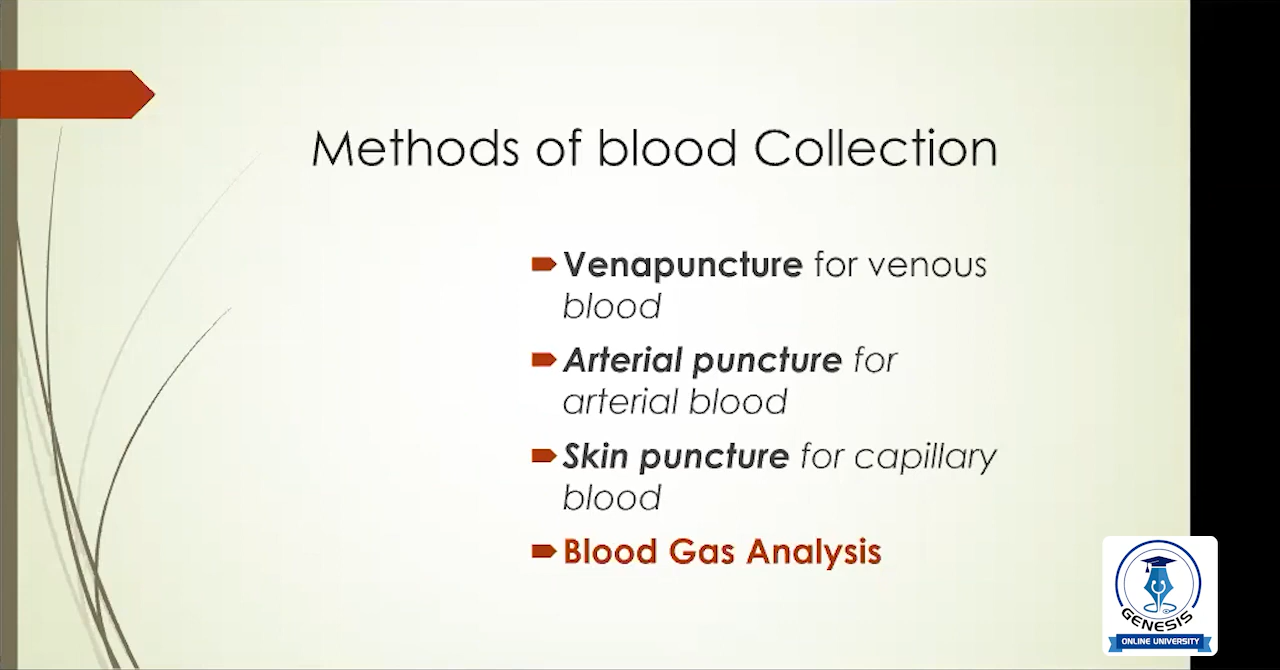 Methods of blood Collection
Venapuncture for venous
blood
Arterial puncture for
arterial blood
Skin puncture for capillary
blood
Blood Gas Analysis
GENESIS
ONLINE UNIVERSITY